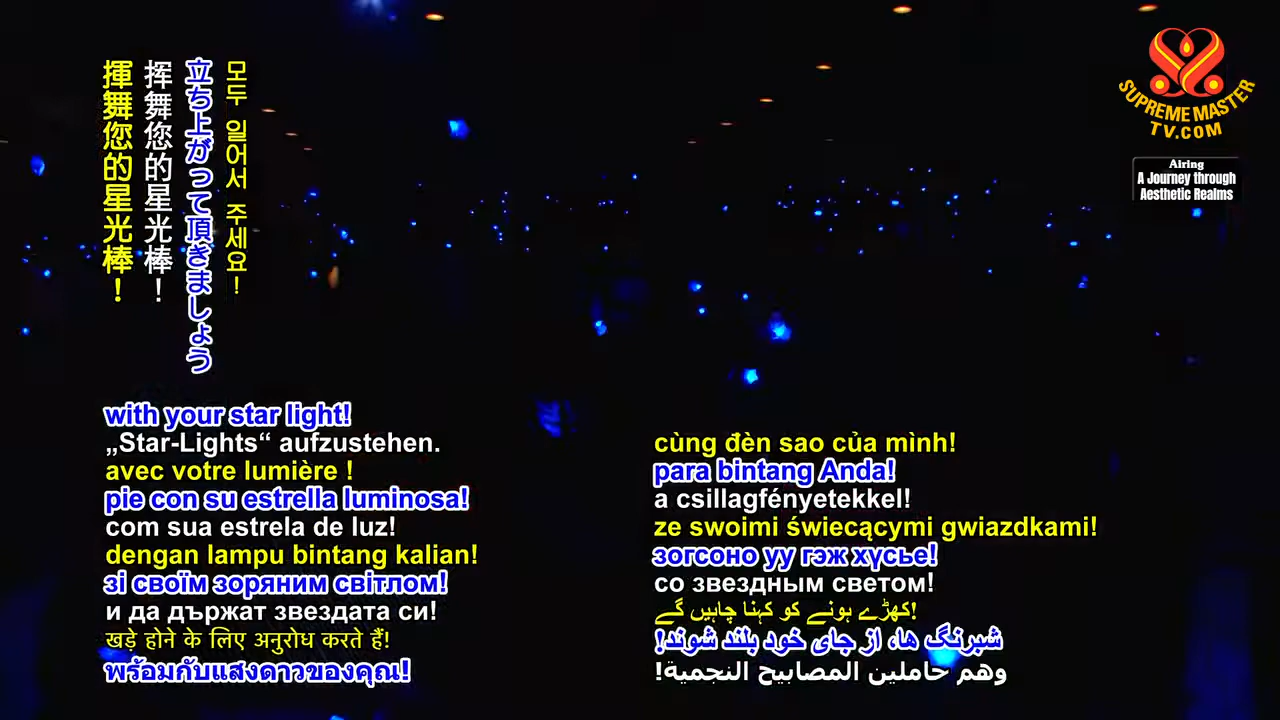 揮舞您的星光棒！
挥舞您的星光棒！
立ち上がって頂きましょう
모두 일어서 주세요!
SUPREME MASTER
TV.COM
Airing
A Journey through
Aesthetic Realms
with your star light!
„Star-Lights“ aufzustehen.
avec votre lumière !
pie con su estrella luminosa!
com sua estrela de luz!
dengan lampu bintang kalian!
зі своїм зоряним світлом!
и да държат звездата си!
खड़े होने के लिए अनुरोध करते हैं!
พร้อมกับแสงดาวของคุณ!
cùng đèn sao của mình!
para bintang Anda!
a csillagfényetekkel!
ze swoimi świecącymi gwiazdkami!
зогсоно уу гэж хүсье!
со звездным светом!
کھڑے ہونے کو کہنا چاہیں گے!
شبرنگ ها، از جای خود بلند شوند!
وهم حاملين المصابيح النجمية!